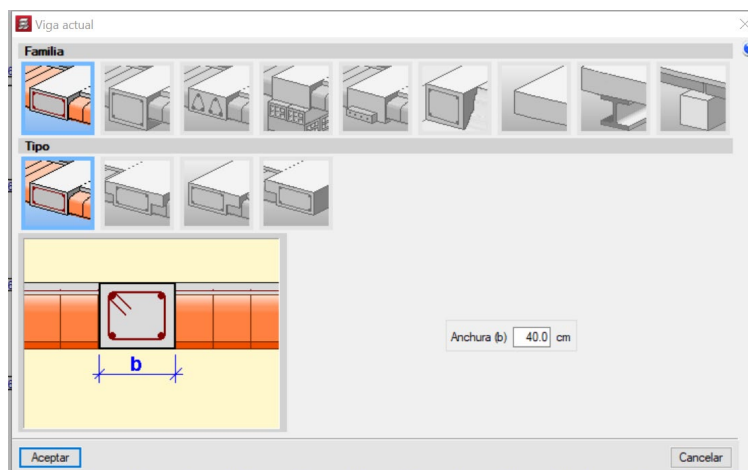 Viga actual
Familia
Tipo
b
Anchura (b) 40.0 cm
Aceptar
Cancelar